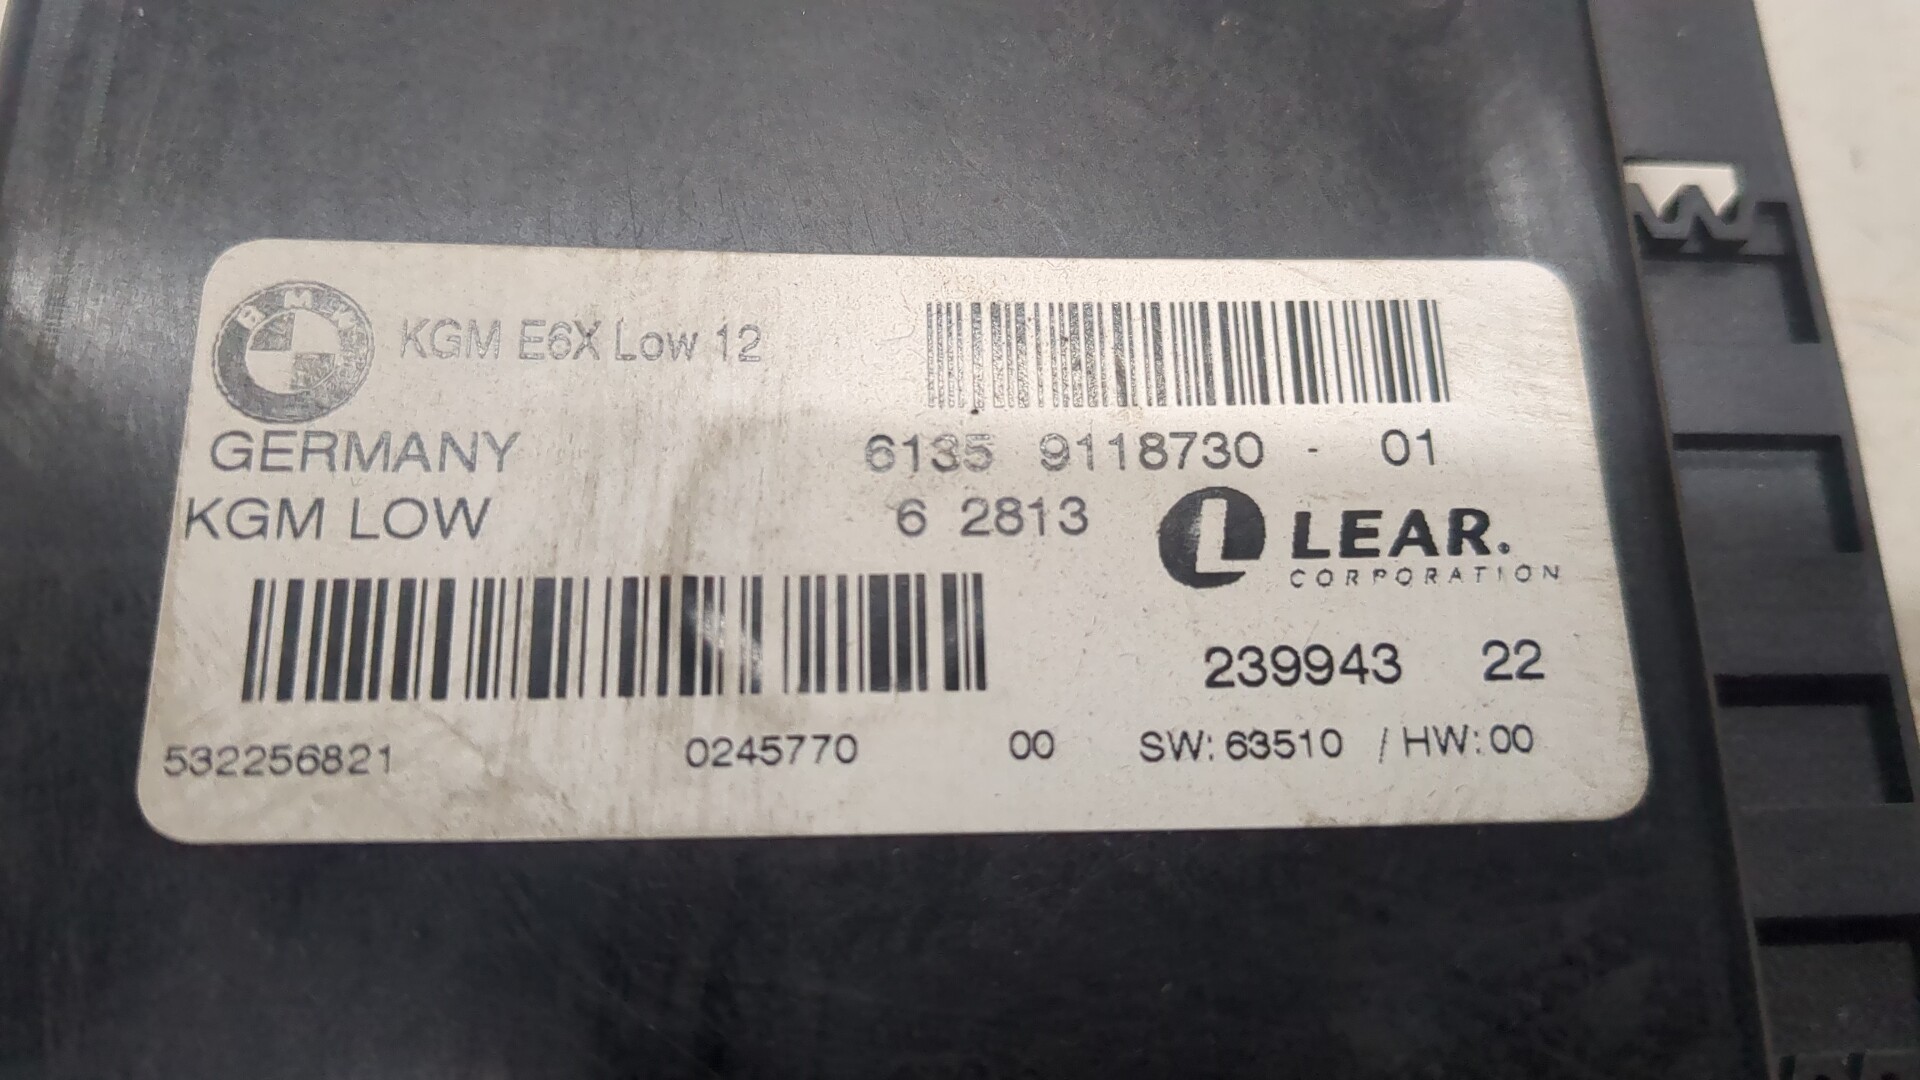 BMW
KGM E6X Low 12
GERMANY
6135 9118730 - 01
KGM LOW
6 2813
L LEAR.
CORPORATION
239943 22
532256821 0245770 00 SW: 63510 / HW: 00